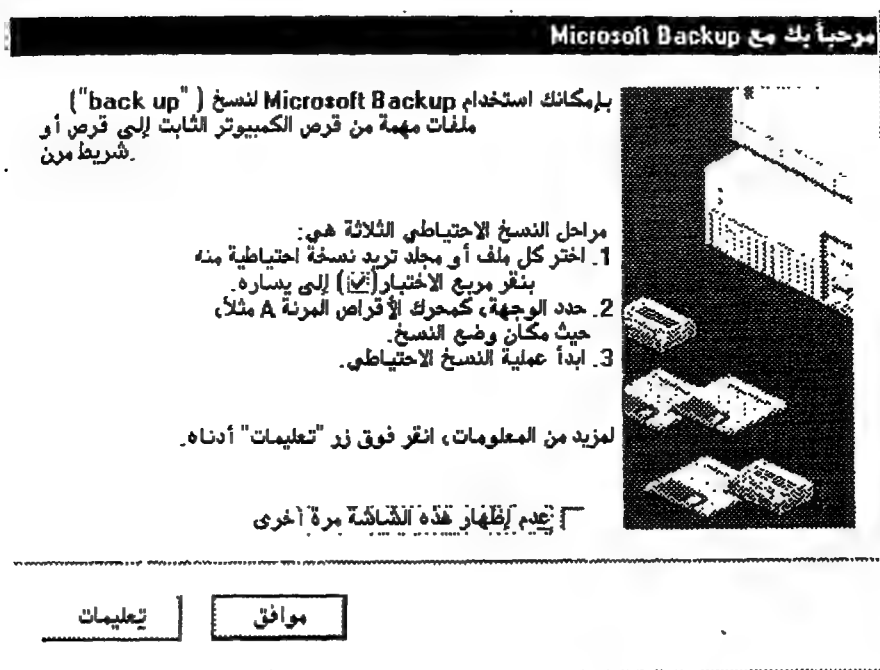 مرحباً بك مع Microsoft Backup
بإمكانك استخدام Microsoft Backup لنسخ ( "back up")
ملفات مهمة من قرص الكمبيوتر الثابت إلى قرص أو
شريط مرن.
مراحل النسخ الاحتياطي الثلاثة هي:
1. اختر كل ملف أو مجلد تريد نسخة احتياطية منه
بنقر مربع الاختبار(☑) إلى يساره.
2. حدد الوجهة، كمحرك الأقراص المرنة A مثلاً،
حيث مكان وضع النسخ.
3. ابدأ عملية النسخ الاحتياطي.
لمزيد من المعلومات، انقر فوق زر "تعليمات" أدناه.
عدم إظهار هذه الشاشة مرة أخرى
موافق
تعليمات